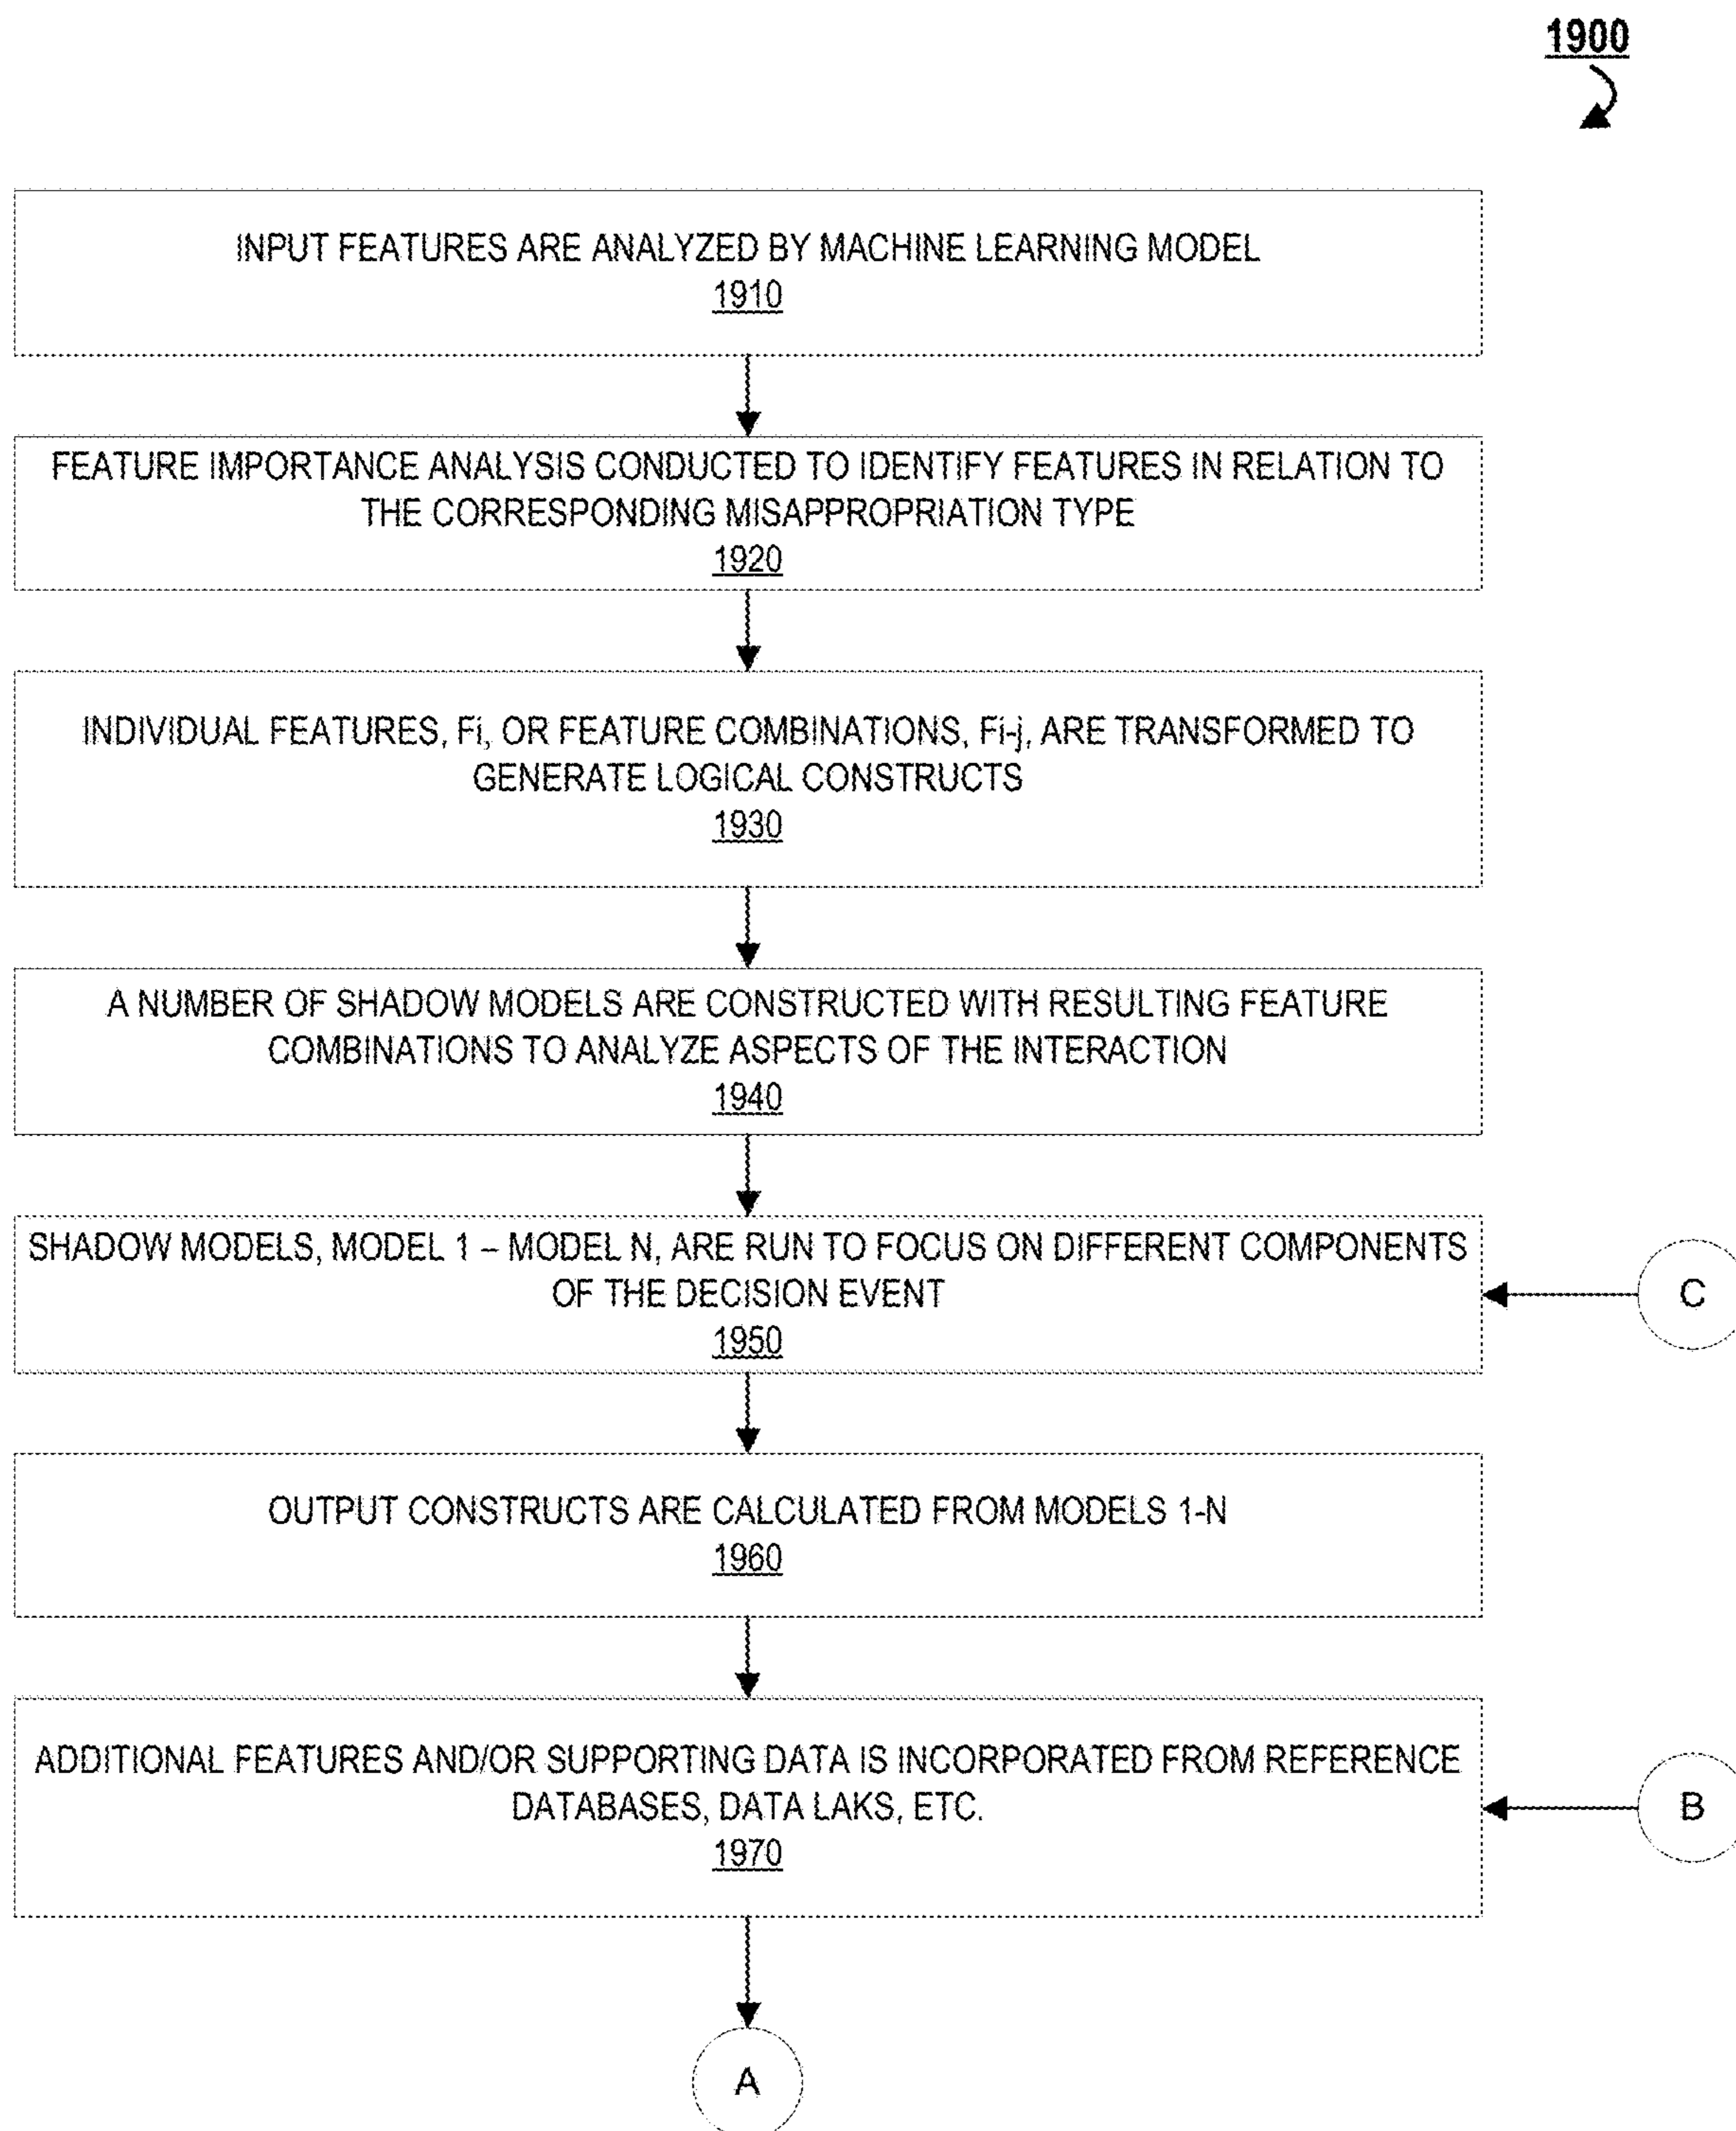 1900
INPUT FEATURES ARE ANALYZED BY MACHINE LEARNING MODEL
1910
FEATURE IMPORTANCE ANALYSIS CONDUCTED TO IDENTIFY FEATURES IN RELATION TO
THE CORRESPONDING MISAPPROPRIATION TYPE
1920
INDIVIDUAL FEATURES, Fi, OR FEATURE COMBINATIONS, Fi-j, ARE TRANSFORMED TO
GENERATE LOGICAL CONSTRUCTS
1930
A NUMBER OF SHADOW MODELS ARE CONSTRUCTED WITH RESULTING FEATURE
COMBINATIONS TO ANALYZE ASPECTS OF THE INTERACTION
1940
SHADOW MODELS, MODEL 1 – MODEL N, ARE RUN TO FOCUS ON DIFFERENT COMPONENTS
OF THE DECISION EVENT
1950
C
OUTPUT CONSTRUCTS ARE CALCULATED FROM MODELS 1-N
1960
ADDITIONAL FEATURES AND/OR SUPPORTING DATA IS INCORPORATED FROM REFERENCE
DATABASES, DATA LAKS, ETC.
1970
B
A